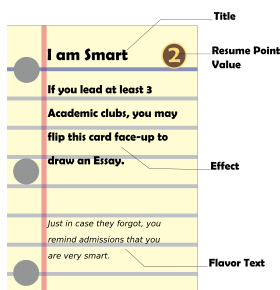 Title
I am Smart
2
Resume Point
Value
If you lead at least 3
Academic clubs, you may
flip this card face-up to
draw an Essay.
Effect
Just in case they forgot, you
remind admissions that you
are very smart.
Flavor Text